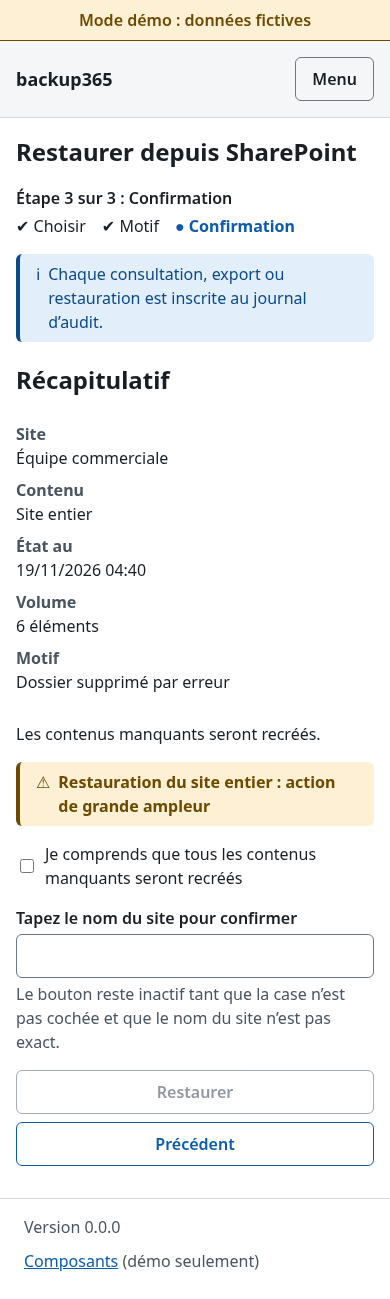 Mode démo : données fictives
backup365
Menu
Restaurer depuis SharePoint
Étape 3 sur 3 : Confirmation
✔ Choisir ✔ Motif ● Confirmation
i Chaque consultation, export ou
restauration est inscrite au journal
d’audit.
Récapitulatif
Site
Équipe commerciale
Contenu
Site entier
État au
19/11/2026 04:40
Volume
6 éléments
Motif
Dossier supprimé par erreur
Les contenus manquants seront recréés.
⚠ Restauration du site entier : action
de grande ampleur
Je comprends que tous les contenus
manquants seront recréés
Tapez le nom du site pour confirmer
Le bouton reste inactif tant que la case n’est
pas cochée et que le nom du site n’est pas
exact.
Restaurer
Précédent
Version 0.0.0
Composants (démo seulement)